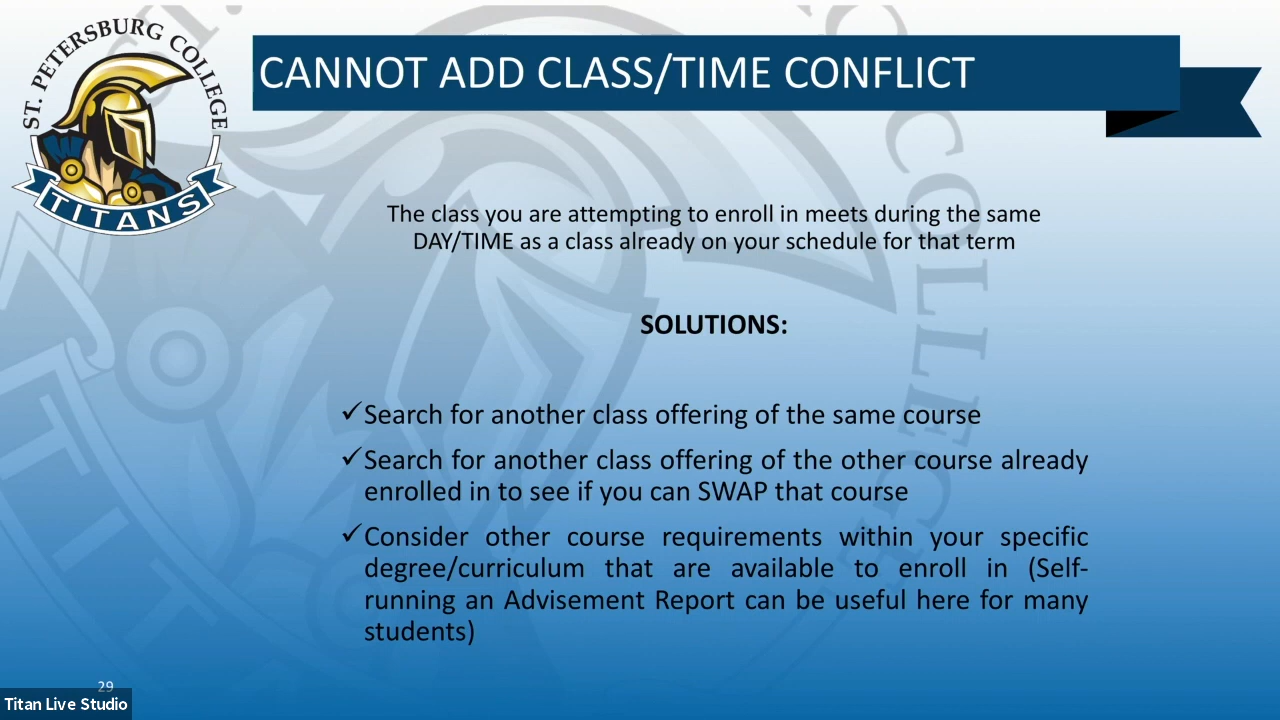 ST. PETERSBURG COLLEGE
TITANS
CANNOT ADD CLASS/TIME CONFLICT
The class you are attempting to enroll in meets during the same
DAY/TIME as a class already on your schedule for that term
SOLUTIONS:
✓Search for another class offering of the same course
✓Search for another class offering of the other course already
enrolled in to see if you can SWAP that course
✓Consider other course requirements within your specific
degree/curriculum that are available to enroll in (Self-
running an Advisement Report can be useful here for many
students)
29
Titan Live Studio